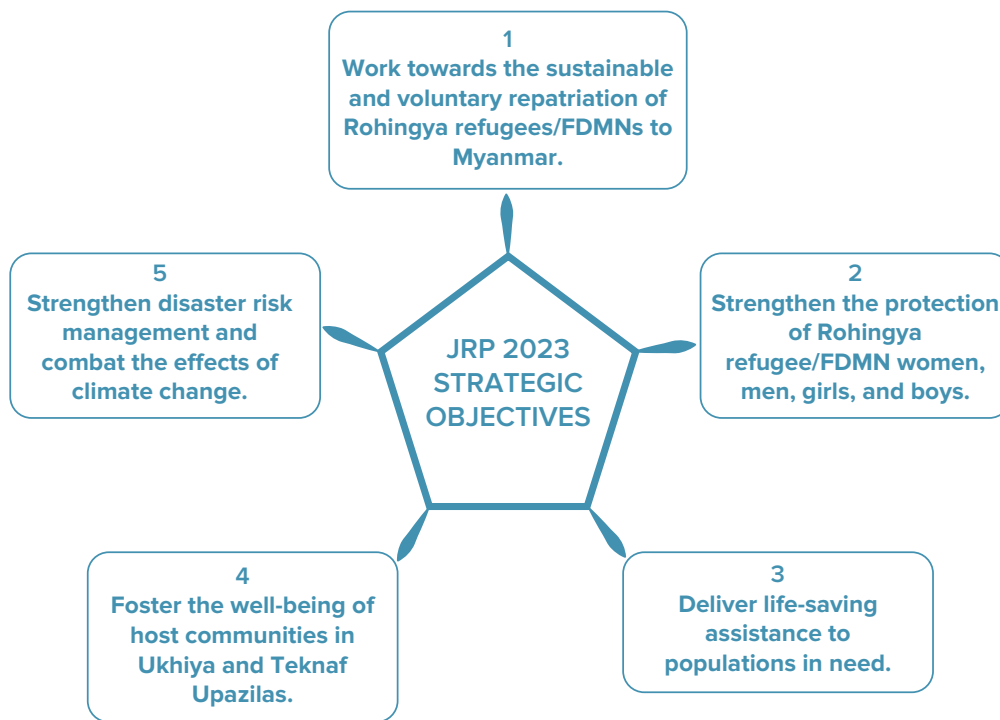 1
Work towards the sustainable
and voluntary repatriation of
Rohingya refugees/FDMNs to
Myanmar.
5
Strengthen disaster risk
management and
combat the effects of
climate change.
JRP 2023
STRATEGIC
OBJECTIVES
2
Strengthen the protection
of Rohingya
refugee/FDMN women,
men, girls, and boys.
4
Foster the well-being of
host communities in
Ukhiya and Teknaf
Upazilas.
3
Deliver life-saving
assistance to
populations in need.